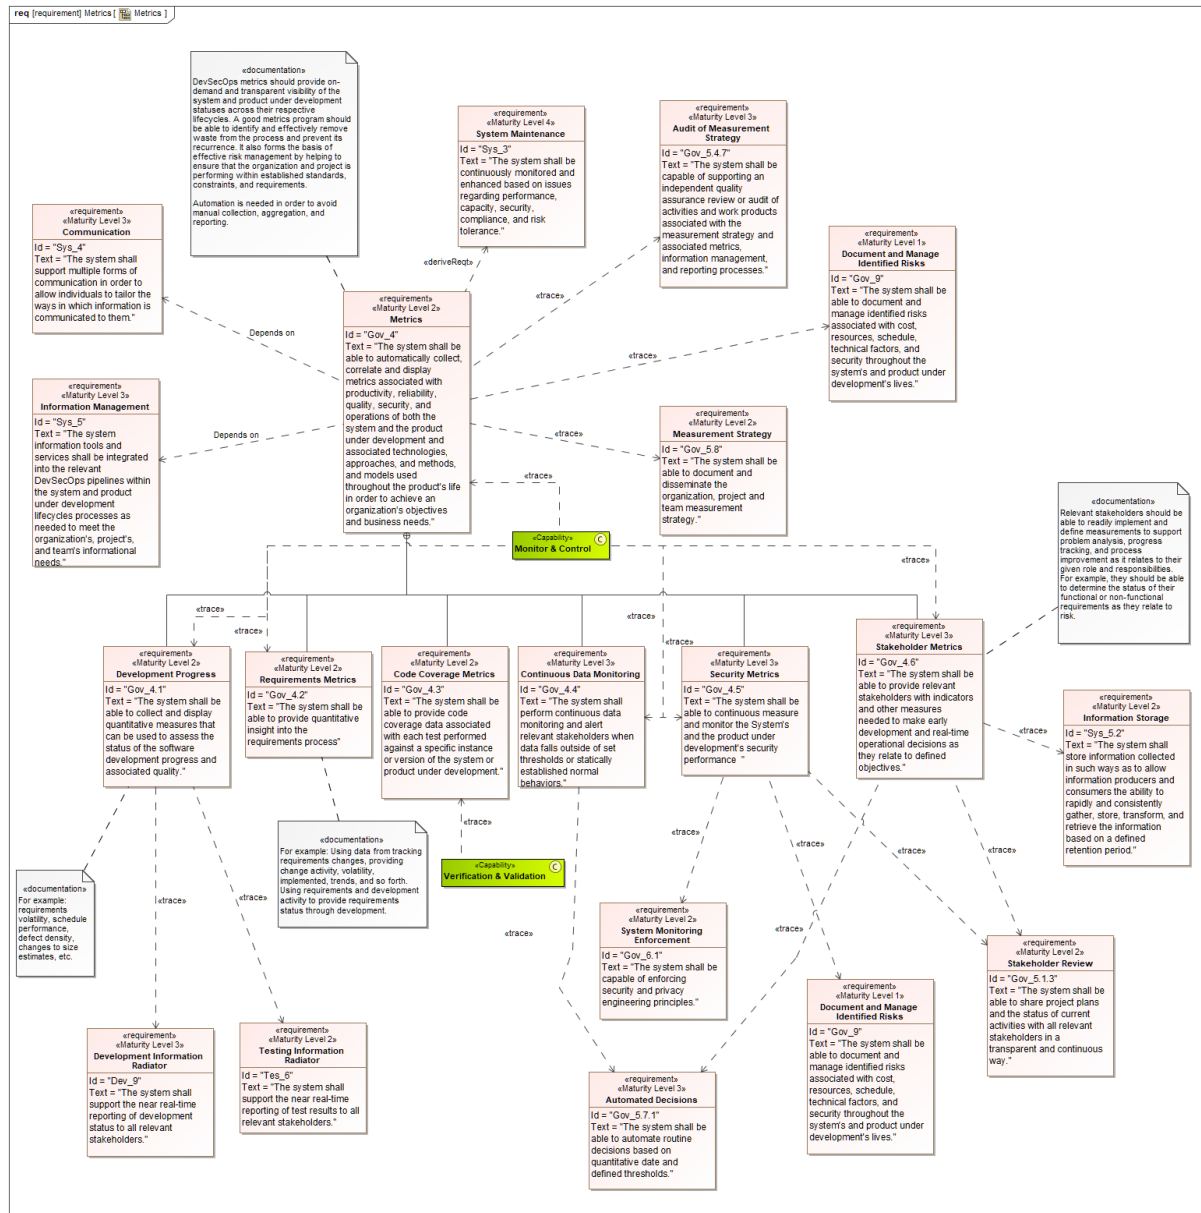 req [requirement] Metrics [ Metrics ]
«documentation»
DevSecOps metrics should provide on-
demand and transparent visibility of the
system and product under development
statuses across their respective
lifecycles. A good metrics program should
be able to identify and effectively remove
waste from the process and prevent its
recurrence. It also forms the basis of
effective risk management by helping to
ensure that the organization and project is
performing within established standards,
constraints, and requirements.
Automation is needed in order to avoid
manual collection, aggregation, and
reporting.
«requirement»
«Maturity Level 4»
System Maintenance
Id = "Sys_3"
Text = "The system shall be
continuously monitored and
enhanced based on issues
regarding performance,
capacity, security,
compliance, and risk
tolerance."
«requirement»
«Maturity Level 3»
Audit of Measurement
Strategy
Id = "Gov_5.4.7"
Text = "The system shall be
capable of supporting an
independent quality
assurance review or audit of
activities and work products
associated with the
measurement strategy and
associated metrics,
information management,
and reporting processes."
«requirement»
«Maturity Level 3»
Communication
Id = "Sys_4"
Text = "The system shall
support multiple forms of
communication in order to
allow individuals to tailor the
ways in which information is
communicated to them."
«requirement»
«Maturity Level 1»
Document and Manage
Identified Risks
Id = "Gov_9"
Text = "The system shall be
able to document and
manage identified risks
associated with cost,
resources, schedule,
technical factors, and
security throughout the
system's and product under
development's lives."
«deriveReqt»
«trace»
Depends on
«trace»
«requirement»
«Maturity Level 2»
Metrics
Id = "Gov_4"
Text = "The system shall be
able to automatically collect,
correlate and display
metrics associated with
productivity, reliability,
quality, security, and
operations of both the
system and the product
under development and
associated technologies,
approaches, and methods,
and models used
throughout the product's life
in order to achieve an
organization's objectives
and business needs."
«requirement»
«Maturity Level 3»
Information Management
Id = "Sys_5"
Text = "The system
information tools and
services shall be integrated
into the relevant
DevSecOps pipelines within
the system and product
under development
lifecycles processes as
needed to meet the
organization's, project's,
and team's informational
needs."
Depends on
«trace»
«requirement»
«Maturity Level 2»
Measurement Strategy
Id = "Gov_5.8"
Text = "The system shall be
able to document and
disseminate the
organization, project and
team measurement
strategy."
«trace»
«Capability»
Monitor & Control
C
«documentation»
Relevant stakeholders should be
able to readily implement and
define measurements to support
problem analysis, progress
tracking, and process
improvement as it relates to their
given role and responsibilities.
For example, they should be able
to determine the status of their
functional or non-functional
requirements as they relate to
risk.
«trace»
«trace»
«trace»
«trace»
«requirement»
«Maturity Level 2»
Development Progress
Id = "Gov_4.1"
Text = "The system shall be
able to collect and display
quantitative measures that
can be used to assess the
status of the software
development progress and
associated quality."
«requirement»
«Maturity Level 2»
Requirements Metrics
Id = "Gov_4.2"
Text = "The system shall be
able to provide quantitative
insight into the
requirements process"
«requirement»
«Maturity Level 2»
Code Coverage Metrics
Id = "Gov_4.3"
Text = "The system shall be
able to provide code
coverage data associated
with each test performed
against a specific instance
or version of the system or
product under development."
«requirement»
«Maturity Level 3»
Continuous Data Monitoring
Id = "Gov_4.4"
Text = "The system shall
perform continuous data
monitoring and alert
relevant stakeholders when
data falls outside of set
thresholds or statically
established normal
behaviors."
«trace»
«requirement»
«Maturity Level 3»
Security Metrics
Id = "Gov_4.5"
Text = "The system shall be
able to continuous measure
and monitor the System's
and the product under
development's security
performance "
«requirement»
«Maturity Level 3»
Stakeholder Metrics
Id = "Gov_4.6"
Text = "The system shall be
able to provide relevant
stakeholders with indicators
and other measures
needed to make early
development and real-time
operational decisions as
they relate to defined
objectives."
«trace»
«requirement»
«Maturity Level 2»
Information Storage
Id = "Sys_5.2"
Text = "The system shall
store information collected
in such ways as to allow
information producers and
consumers the ability to
rapidly and consistently
gather, store, transform, and
retrieve the information
based on a defined
retention period."
«trace»
«Capability»
Verification & Validation
C
«documentation»
For example: Using data from tracking
requirements changes, providing
change activity, volatility,
implemented, trends, and so forth.
Using requirements and development
activity to provide requirements
status through development.
«documentation»
For example:
requirements
volatility, schedule
performance,
defect density,
changes to size
estimates, etc.
«trace»
«trace»
«trace»
«trace»
«trace»
«trace»
«trace»
«trace»
«requirement»
«Maturity Level 2»
System Monitoring
Enforcement
Id = "Gov_6.1"
Text = "The system shall be
capable of enforcing
security and privacy
engineering principles."
«requirement»
«Maturity Level 2»
Stakeholder Review
Id = "Gov_5.1.3"
Text = "The system shall be
able to share project plans
and the status of current
activities with all relevant
stakeholders in a
transparent and continuous
way."
«requirement»
«Maturity Level 1»
Document and Manage
Identified Risks
Id = "Gov_9"
Text = "The system shall be
able to document and
manage identified risks
associated with cost,
resources, schedule,
technical factors, and
security throughout the
system's and product under
development's lives."
«requirement»
«Maturity Level 3»
Development Information
Radiator
Id = "Dev_9"
Text = "The system shall
support the near real-time
reporting of development
status to all relevant
stakeholders."
«requirement»
«Maturity Level 2»
Testing Information
Radiator
Id = "Tes_6"
Text = "The system shall
support the near real-time
reporting of test results to all
relevant stakeholders."
«requirement»
«Maturity Level 3»
Automated Decisions
Id = "Gov_5.7.1"
Text = "The system shall be
able to automate routine
decisions based on
quantitative date and
defined thresholds."